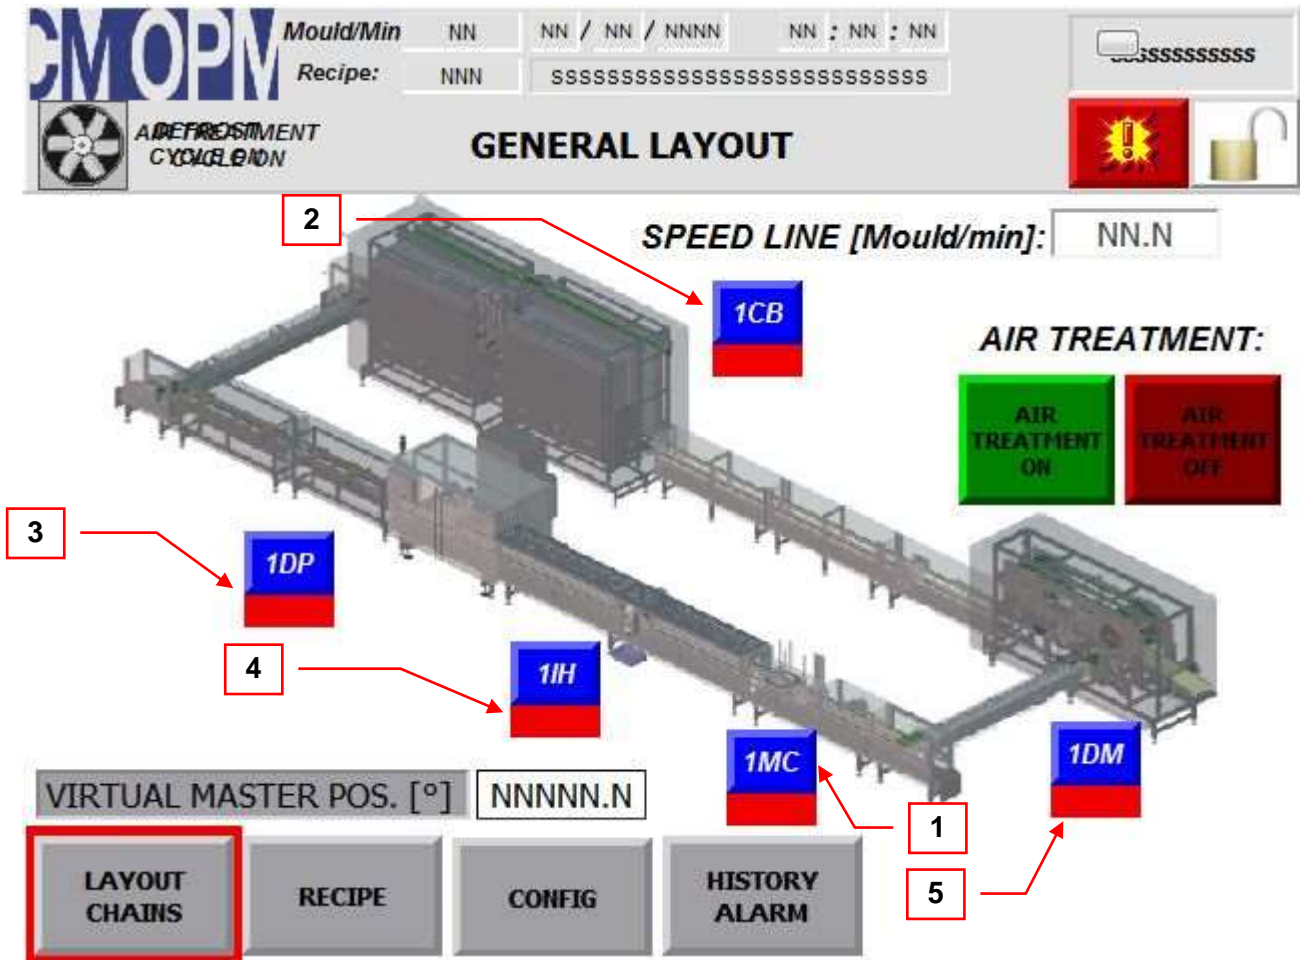 CMOPM
Mould/Min NN NN / NN / NNNN NN : NN : NN
Recipe: NNN SSSSSSSSSSSSSSSSSSSSSSSSSSS
GENERAL LAYOUT
SPEED LINE [Mould/min]: NN.N
2
1CB
AIR TREATMENT:
AIR
TREATMENT
ON
AIR
TREATMENT
OFF
3
1DP
4
1IH
1MC
1DM
1
5
VIRTUAL MASTER POS. [°] NNNNN.N
LAYOUT
CHAINS
RECIPE
CONFIG
HISTORY
ALARM